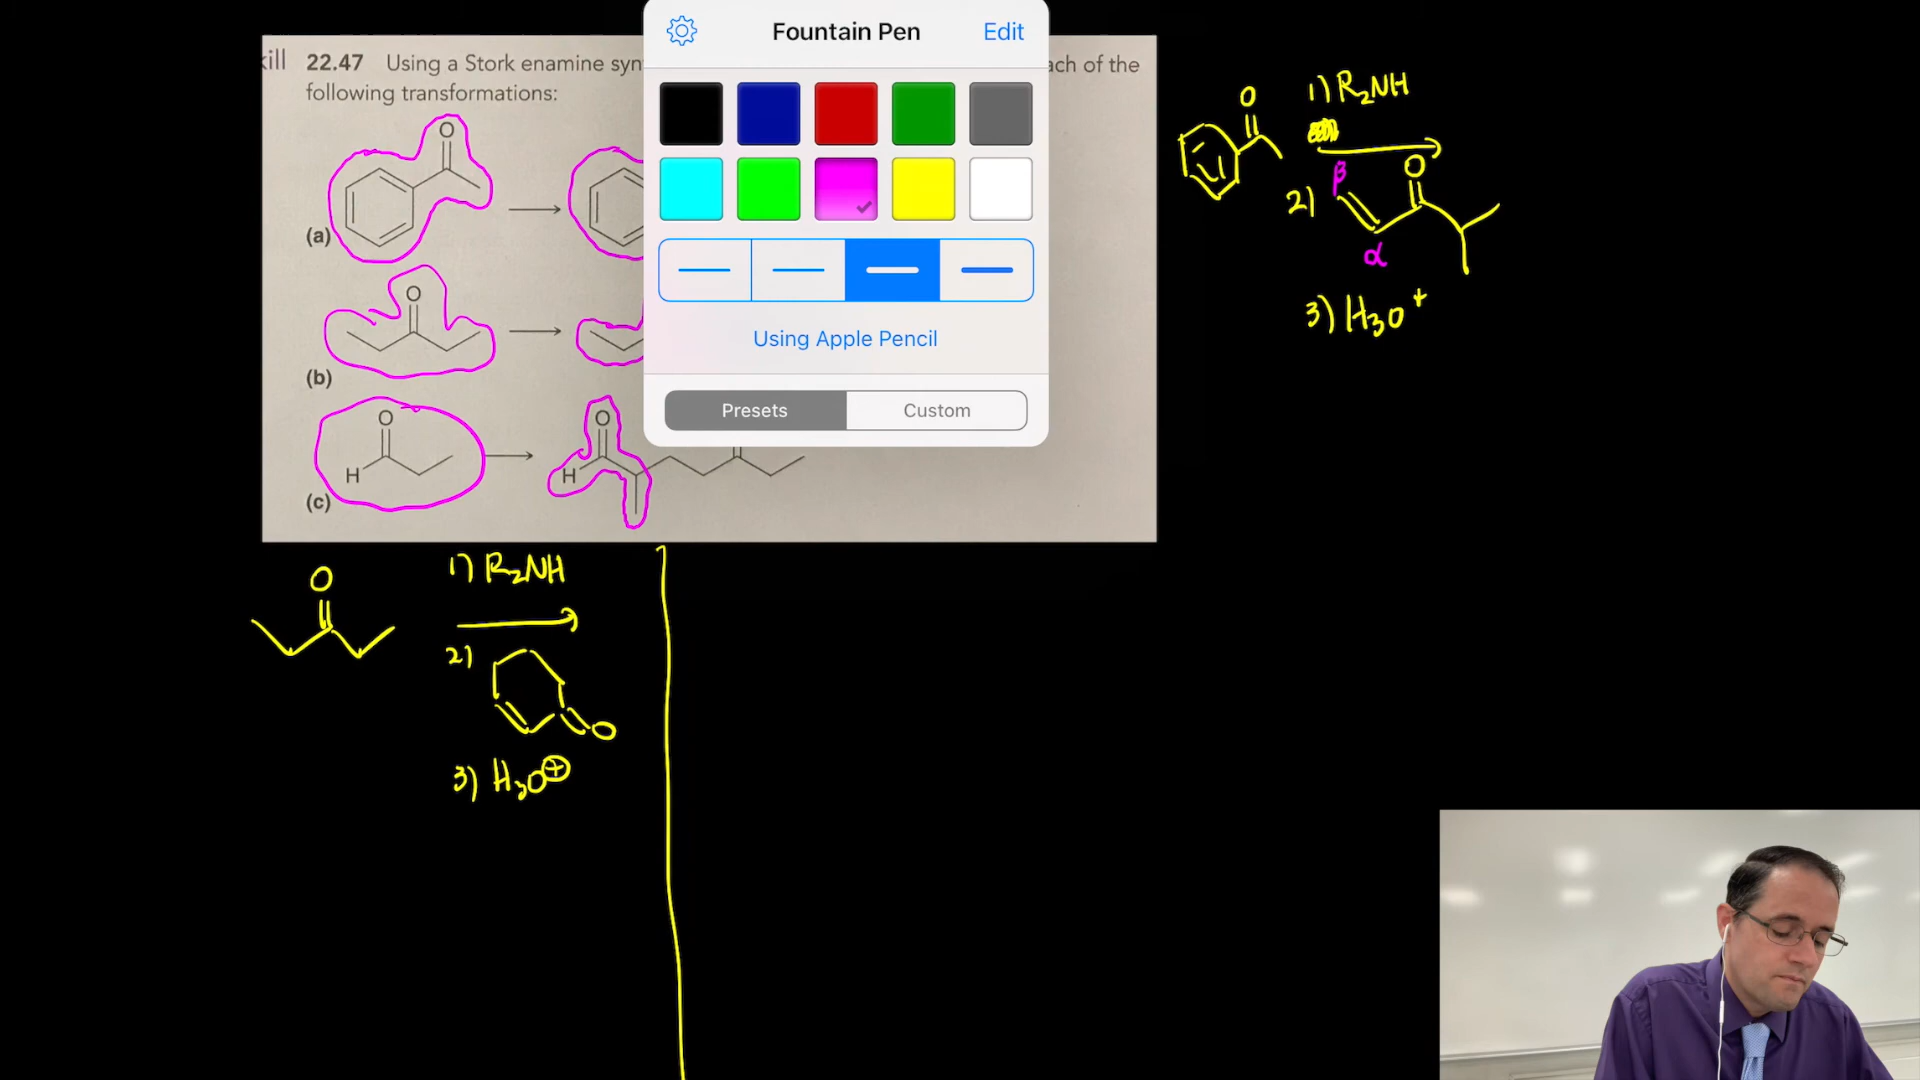 Fountain Pen
Edit
kill 22.47 Using a Stork enamine syn
ach of the
following transformations:
O
(a)
O
(b)
O
H
(c)
O
H
Using Apple Pencil
Presets
Custom
O
1) R₂NH
β
O
2)
α
3) H₃O⁺
O
1) R₂NH
2)
O
3) H₃O⊕